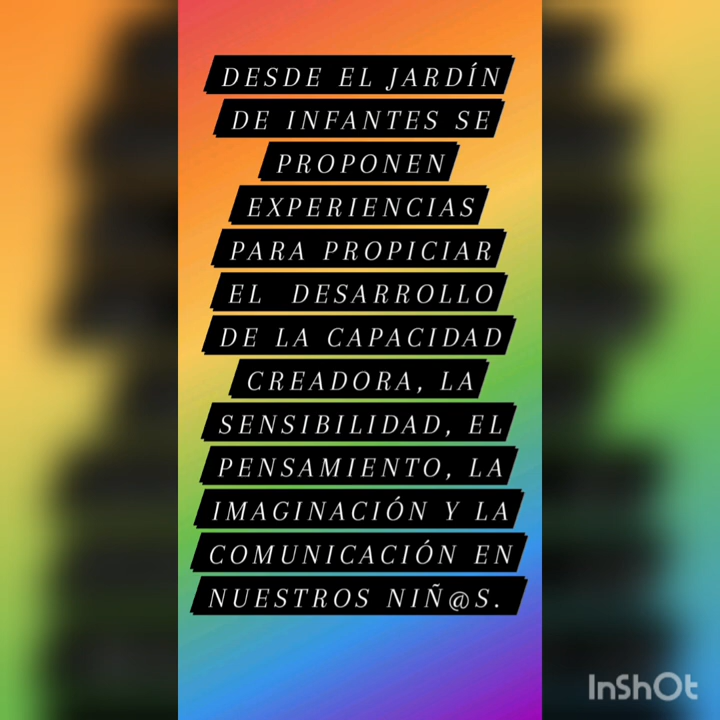 DESDE EL JARDÍN
DE INFANTES SE
PROPONEN
EXPERIENCIAS
PARA PROPICIAR
EL DESARROLLO
DE LA CAPACIDAD
CREADORA, LA
SENSIBILIDAD, EL
PENSAMIENTO, LA
IMAGINACIÓN Y LA
COMUNICACIÓN EN
NUESTROS NIÑ@S.
InShOt